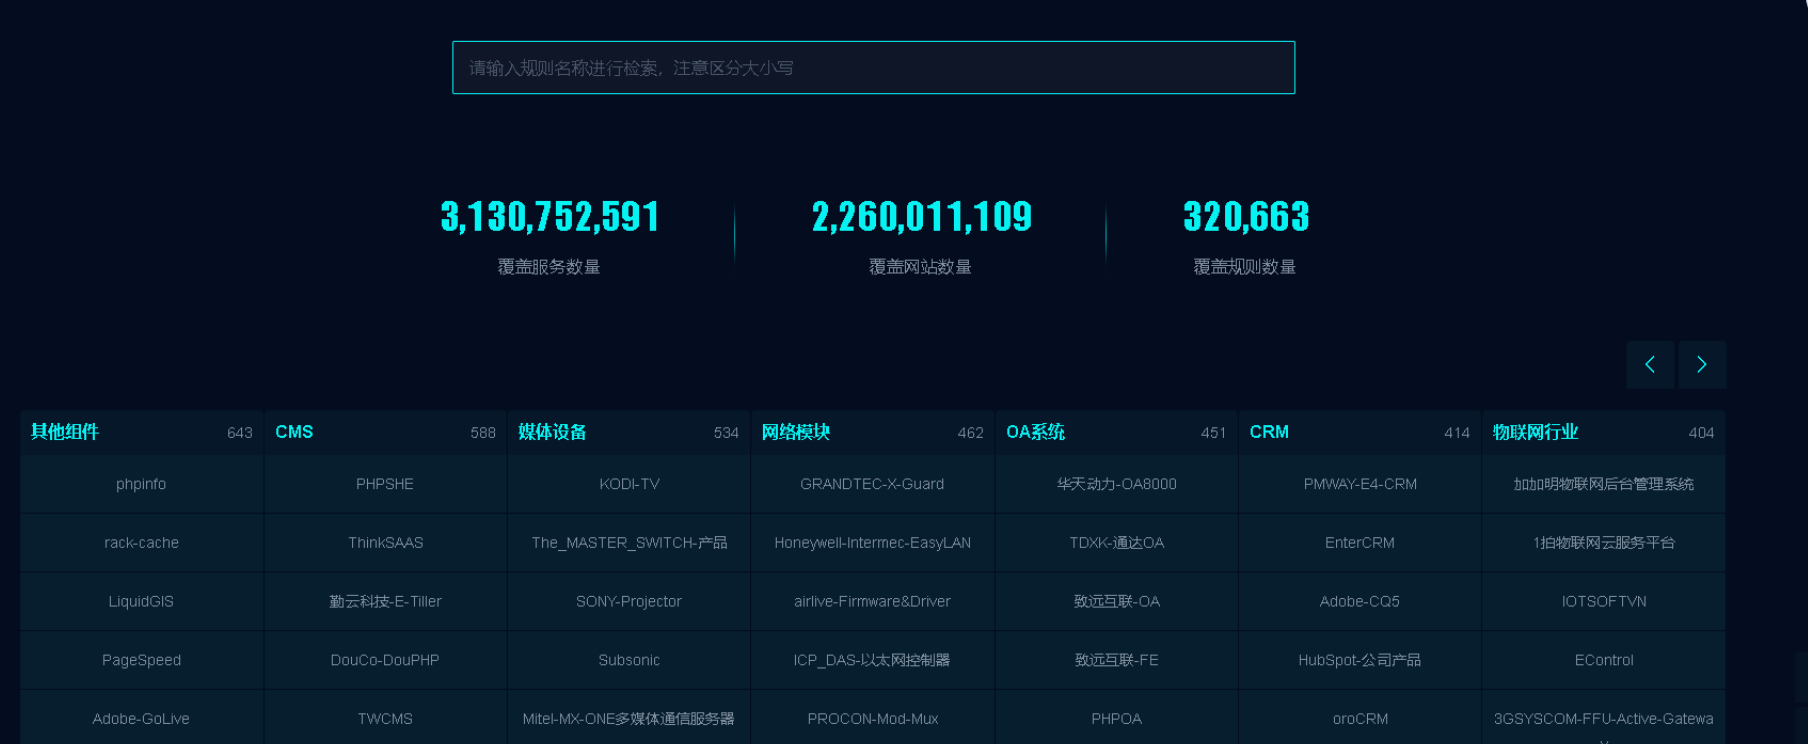 请输入规则名称进行检索，注意区分大小写
3,130,752,591 2,260,011,109 320,663
覆盖服务数量 覆盖网站数量 覆盖规则数量
其他组件 643 CMS 588 媒体设备 534 网络模块 462 OA系统 451 CRM 414 物联网行业 404
phpinfo PHPSHE KODI-TV GRANDTEC-X-Guard 华天动力-OA8000 PMWAY-E4-CRM 加加明物联网后台管理系统
rack-cache ThinkSAAS The_MASTER_SWITCH-产品 Honeywell-Intermec-EasyLAN TDXK-通达OA EnterCRM 1拍物联网云服务平台
LiquidGIS 勤云科技-E-Tiller SONY-Projector airlive-Firmware&Driver 致远互联-OA Adobe-CQ5 IOTSOFTVN
PageSpeed DouCo-DouPHP Subsonic ICP_DAS-以太网控制器 致远互联-FE HubSpot-公司产品 EControl
Adobe-GoLive TWCMS Mitel-MX-ONE多媒体通信服务器 PROCON-Mod-Mux PHPOA oroCRM 3GSYSCOM-FFU-Active-Gatewa